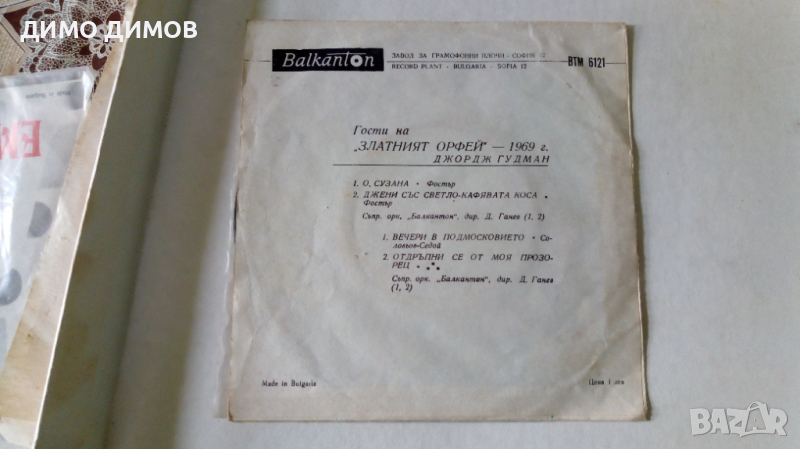 ДИМО ДИМОВ
Balkanton
ЗАВОД ЗА ГРАМОФОННИ ПЛОЧИ · СОФИЯ 12
RECORD PLANT · BULGARIA · SOFIA 12
BTM 6121
Гости на
„ЗЛАТНИЯТ ОРФЕЙ" — 1969 г.
ДЖОРДЖ ГУДМАН
1. О, СУЗАНА • Фостър
2. ДЖЕНИ СЪС СВЕТЛО-КАФЯВАТА КОСА •
Фостър
Съпр. орк. „Балкантон", дир. Д. Ганев (1, 2)
1. ВЕЧЕРИ В ПОДМОСКОВИЕТО • Со-
ловьов-Седой
2. ОТДРЪПНИ СЕ ОТ МОЯ ПРОЗО-
РЕЦ • ***
Съпр. орк. „Балкантон", дир. Д. Ганев
(1, 2)
Made in Bulgaria
Цена 1 лев
BAZAR